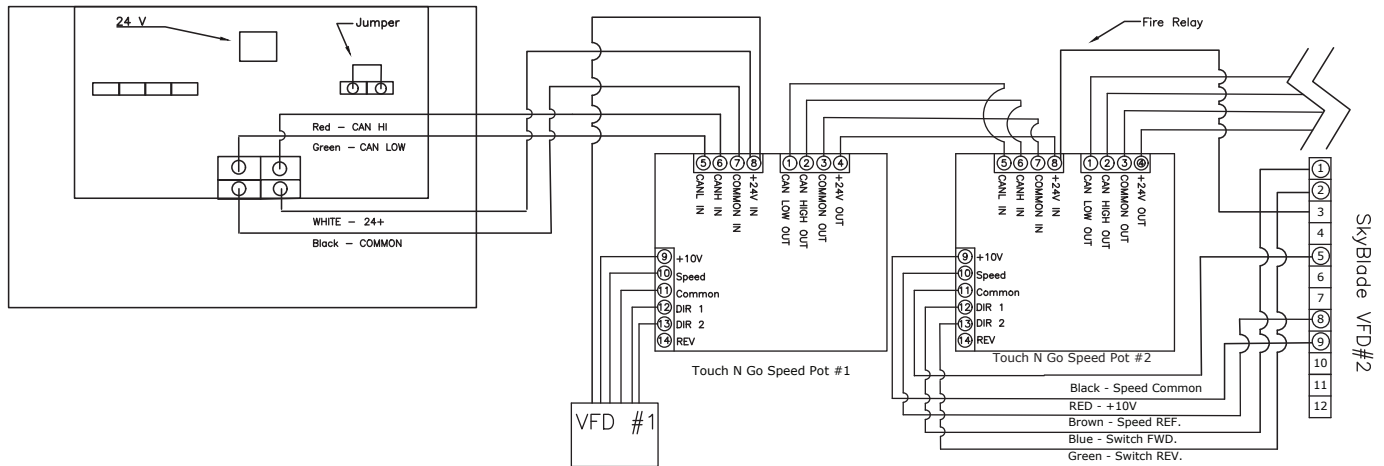 24 V
Jumper
Fire Relay
Red - CAN HI
Green - CAN LOW
WHITE - 24+
Black - COMMON
5 6 7 8
CANL IN
CANH IN
COMMON IN
+24V IN
1 2 3 4
CAN LOW OUT
CAN HIGH OUT
COMMON OUT
+24V OUT
9 +10V
10 Speed
11 Common
12 DIR 1
13 DIR 2
14 REV
Touch N Go Speed Pot #1
VFD #1
5 6 7 8
CANL IN
CANH IN
COMMON IN
+24V IN
1 2 3 4
CAN LOW OUT
CAN HIGH OUT
COMMON OUT
+24V OUT
9 +10V
10 Speed
11 Common
12 DIR 1
13 DIR 2
14 REV
Touch N Go Speed Pot #2
Black - Speed Common
RED - +10V
Brown - Speed REF.
Blue - Switch FWD.
Green - Switch REV.
1
2
3
4
5
6
7
8
9
10
11
12
SkyBlade VFD#2